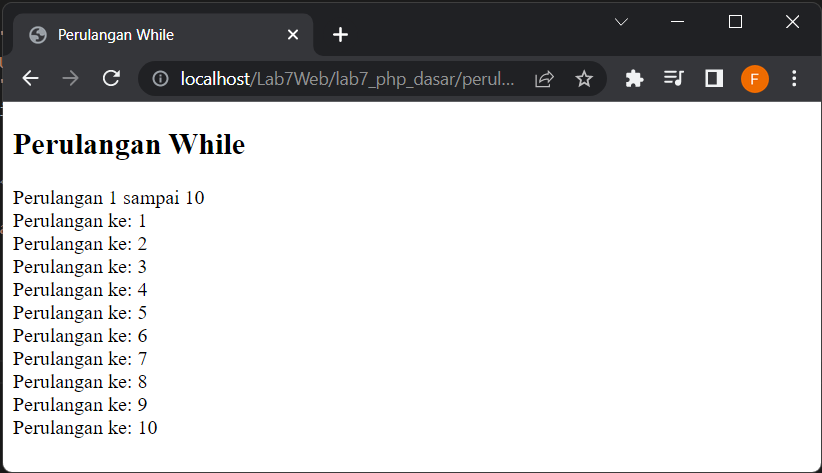 Perulangan While
localhost/Lab7Web/lab7_php_dasar/perul...
F
Perulangan While
Perulangan 1 sampai 10
Perulangan ke: 1
Perulangan ke: 2
Perulangan ke: 3
Perulangan ke: 4
Perulangan ke: 5
Perulangan ke: 6
Perulangan ke: 7
Perulangan ke: 8
Perulangan ke: 9
Perulangan ke: 10